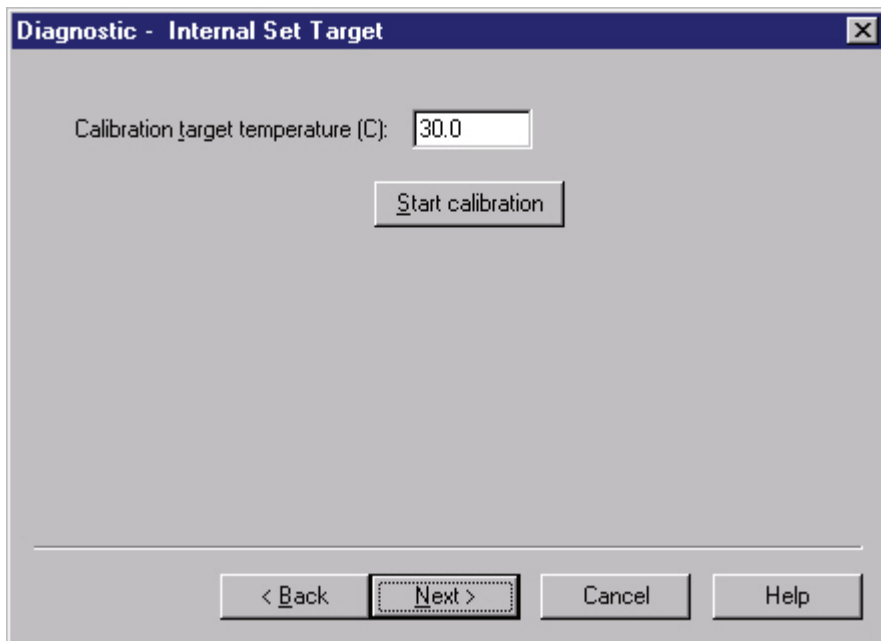 Diagnostic - Internal Set Target
Calibration target temperature (C): 30.0
Start calibration
< Back Next > Cancel Help